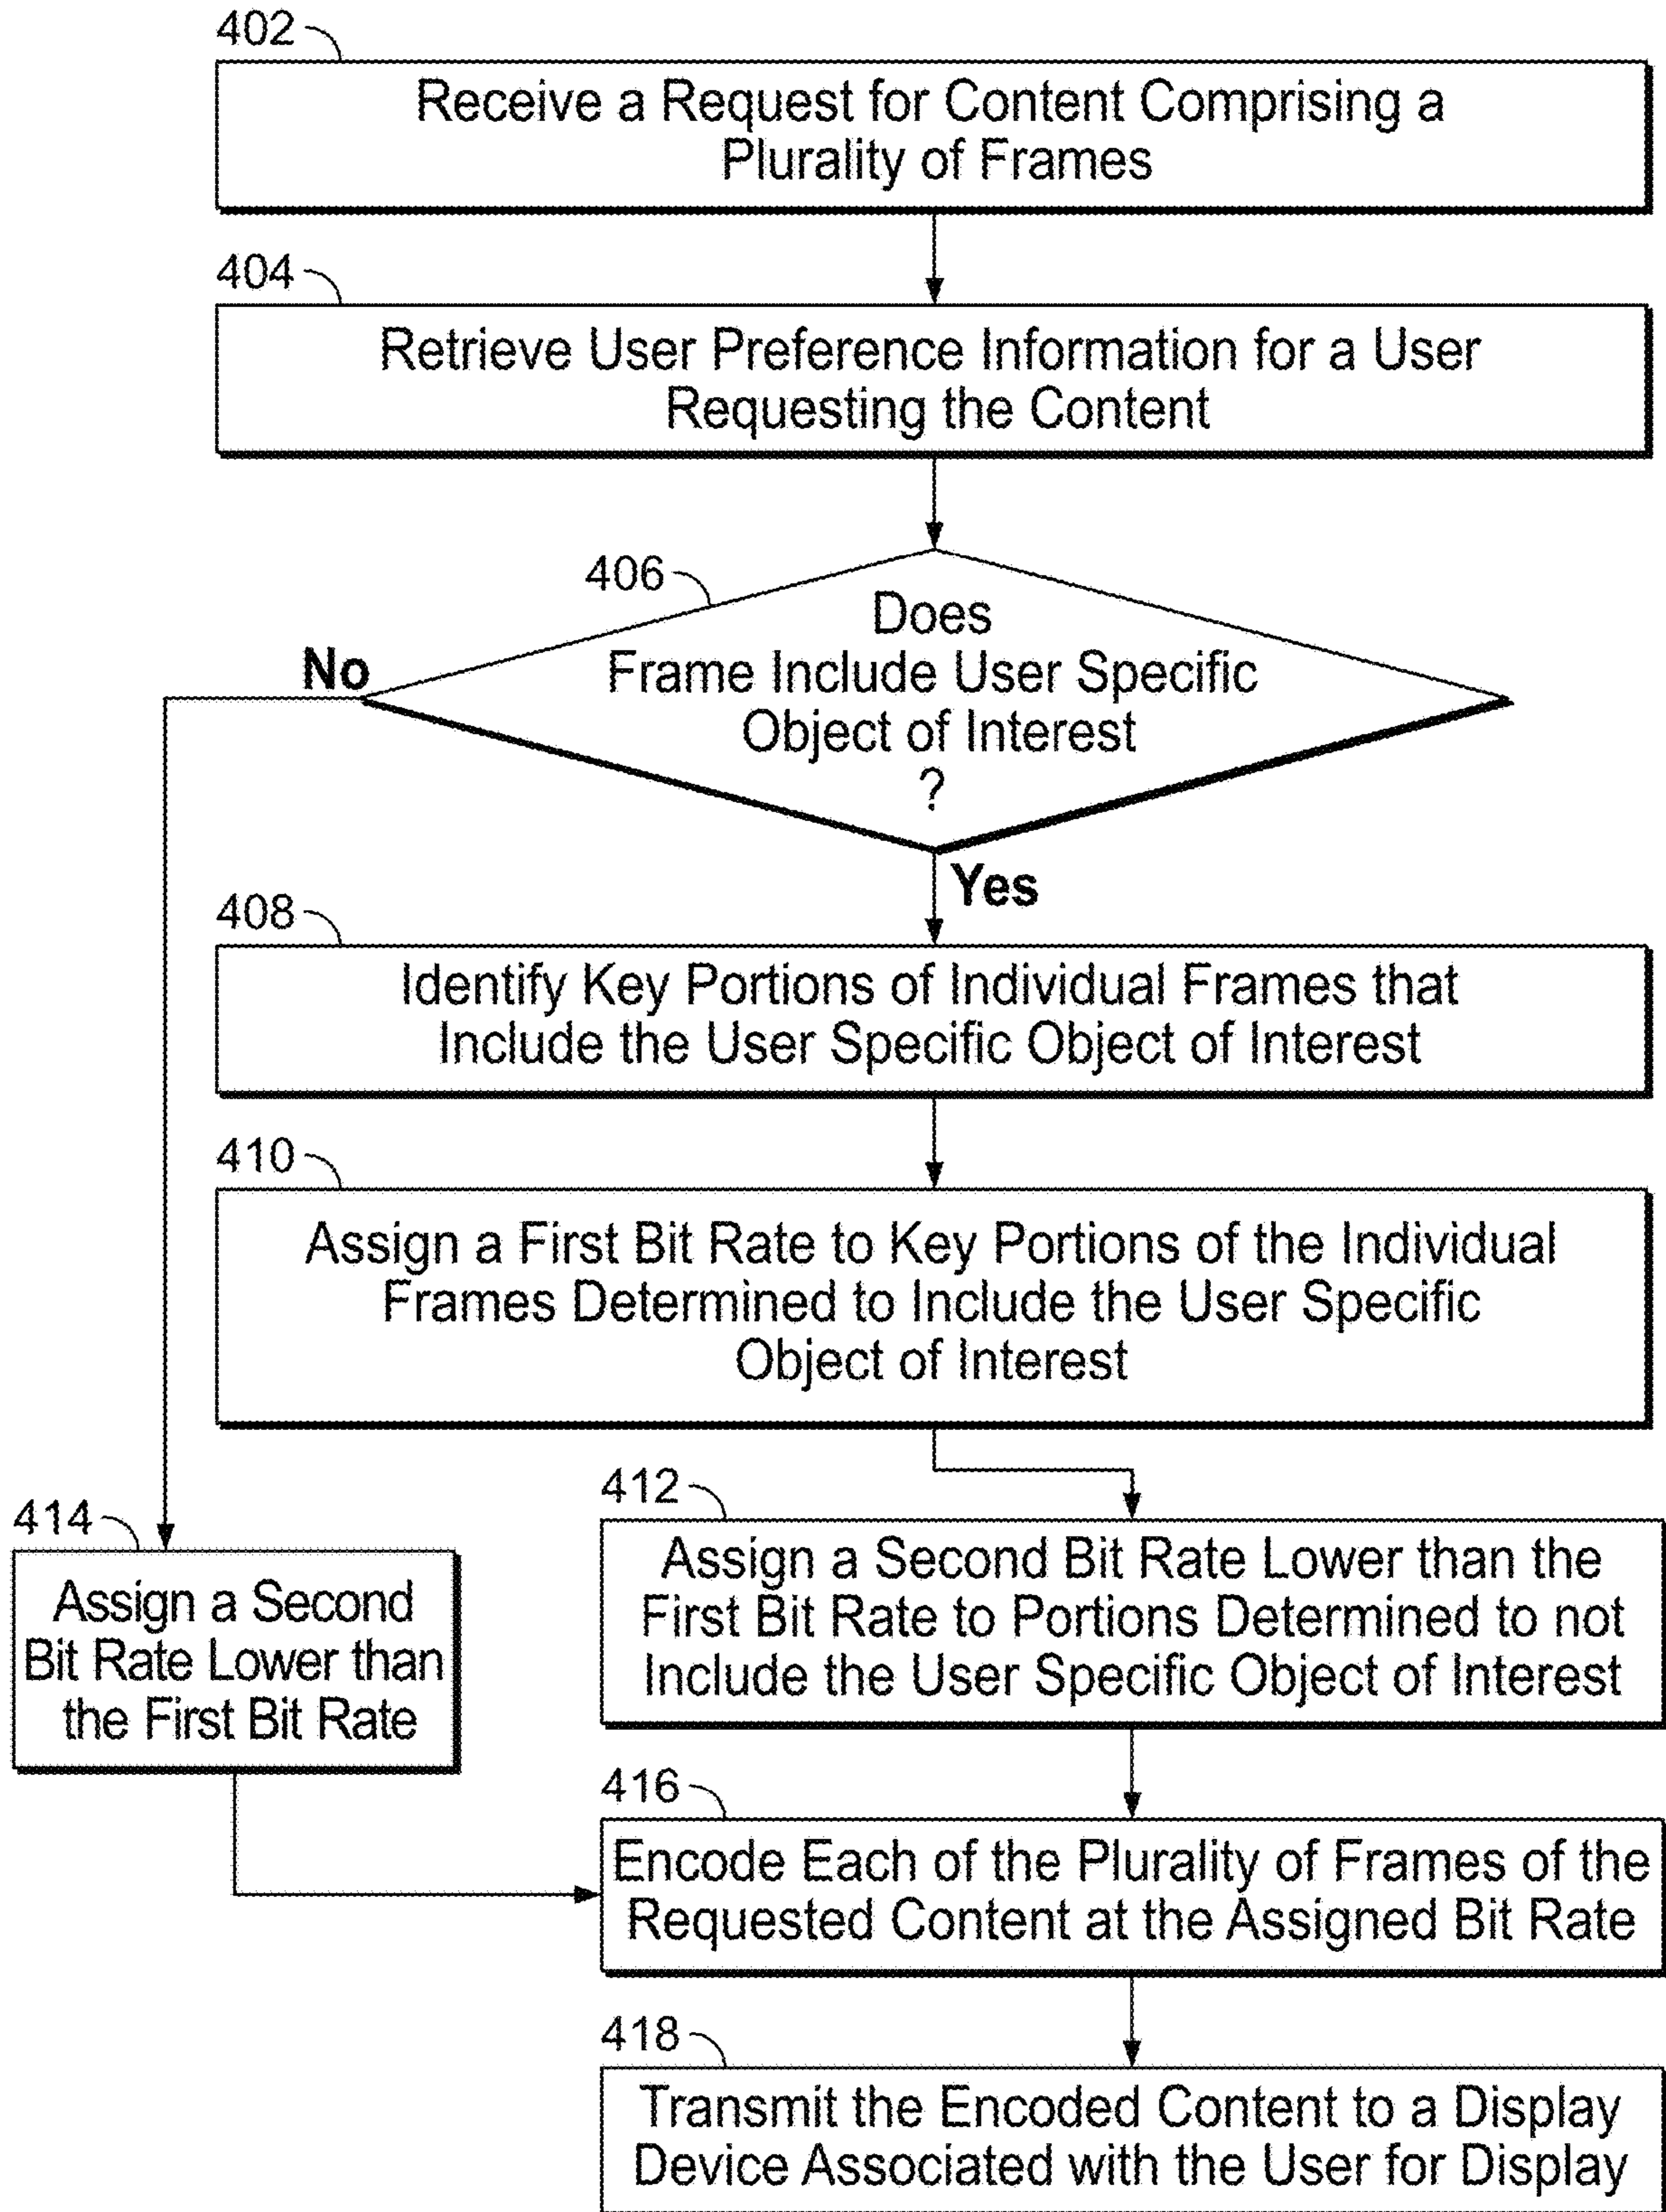 402
Receive a Request for Content Comprising a
Plurality of Frames
404
Retrieve User Preference Information for a User
Requesting the Content
406
Does
Frame Include User Specific
Object of Interest
?
No
Yes
408
Identify Key Portions of Individual Frames that
Include the User Specific Object of Interest
410
Assign a First Bit Rate to Key Portions of the Individual
Frames Determined to Include the User Specific
Object of Interest
412
Assign a Second Bit Rate Lower than the
First Bit Rate to Portions Determined to not
Include the User Specific Object of Interest
414
Assign a Second
Bit Rate Lower than
the First Bit Rate
416
Encode Each of the Plurality of Frames of the
Requested Content at the Assigned Bit Rate
418
Transmit the Encoded Content to a Display
Device Associated with the User for Display